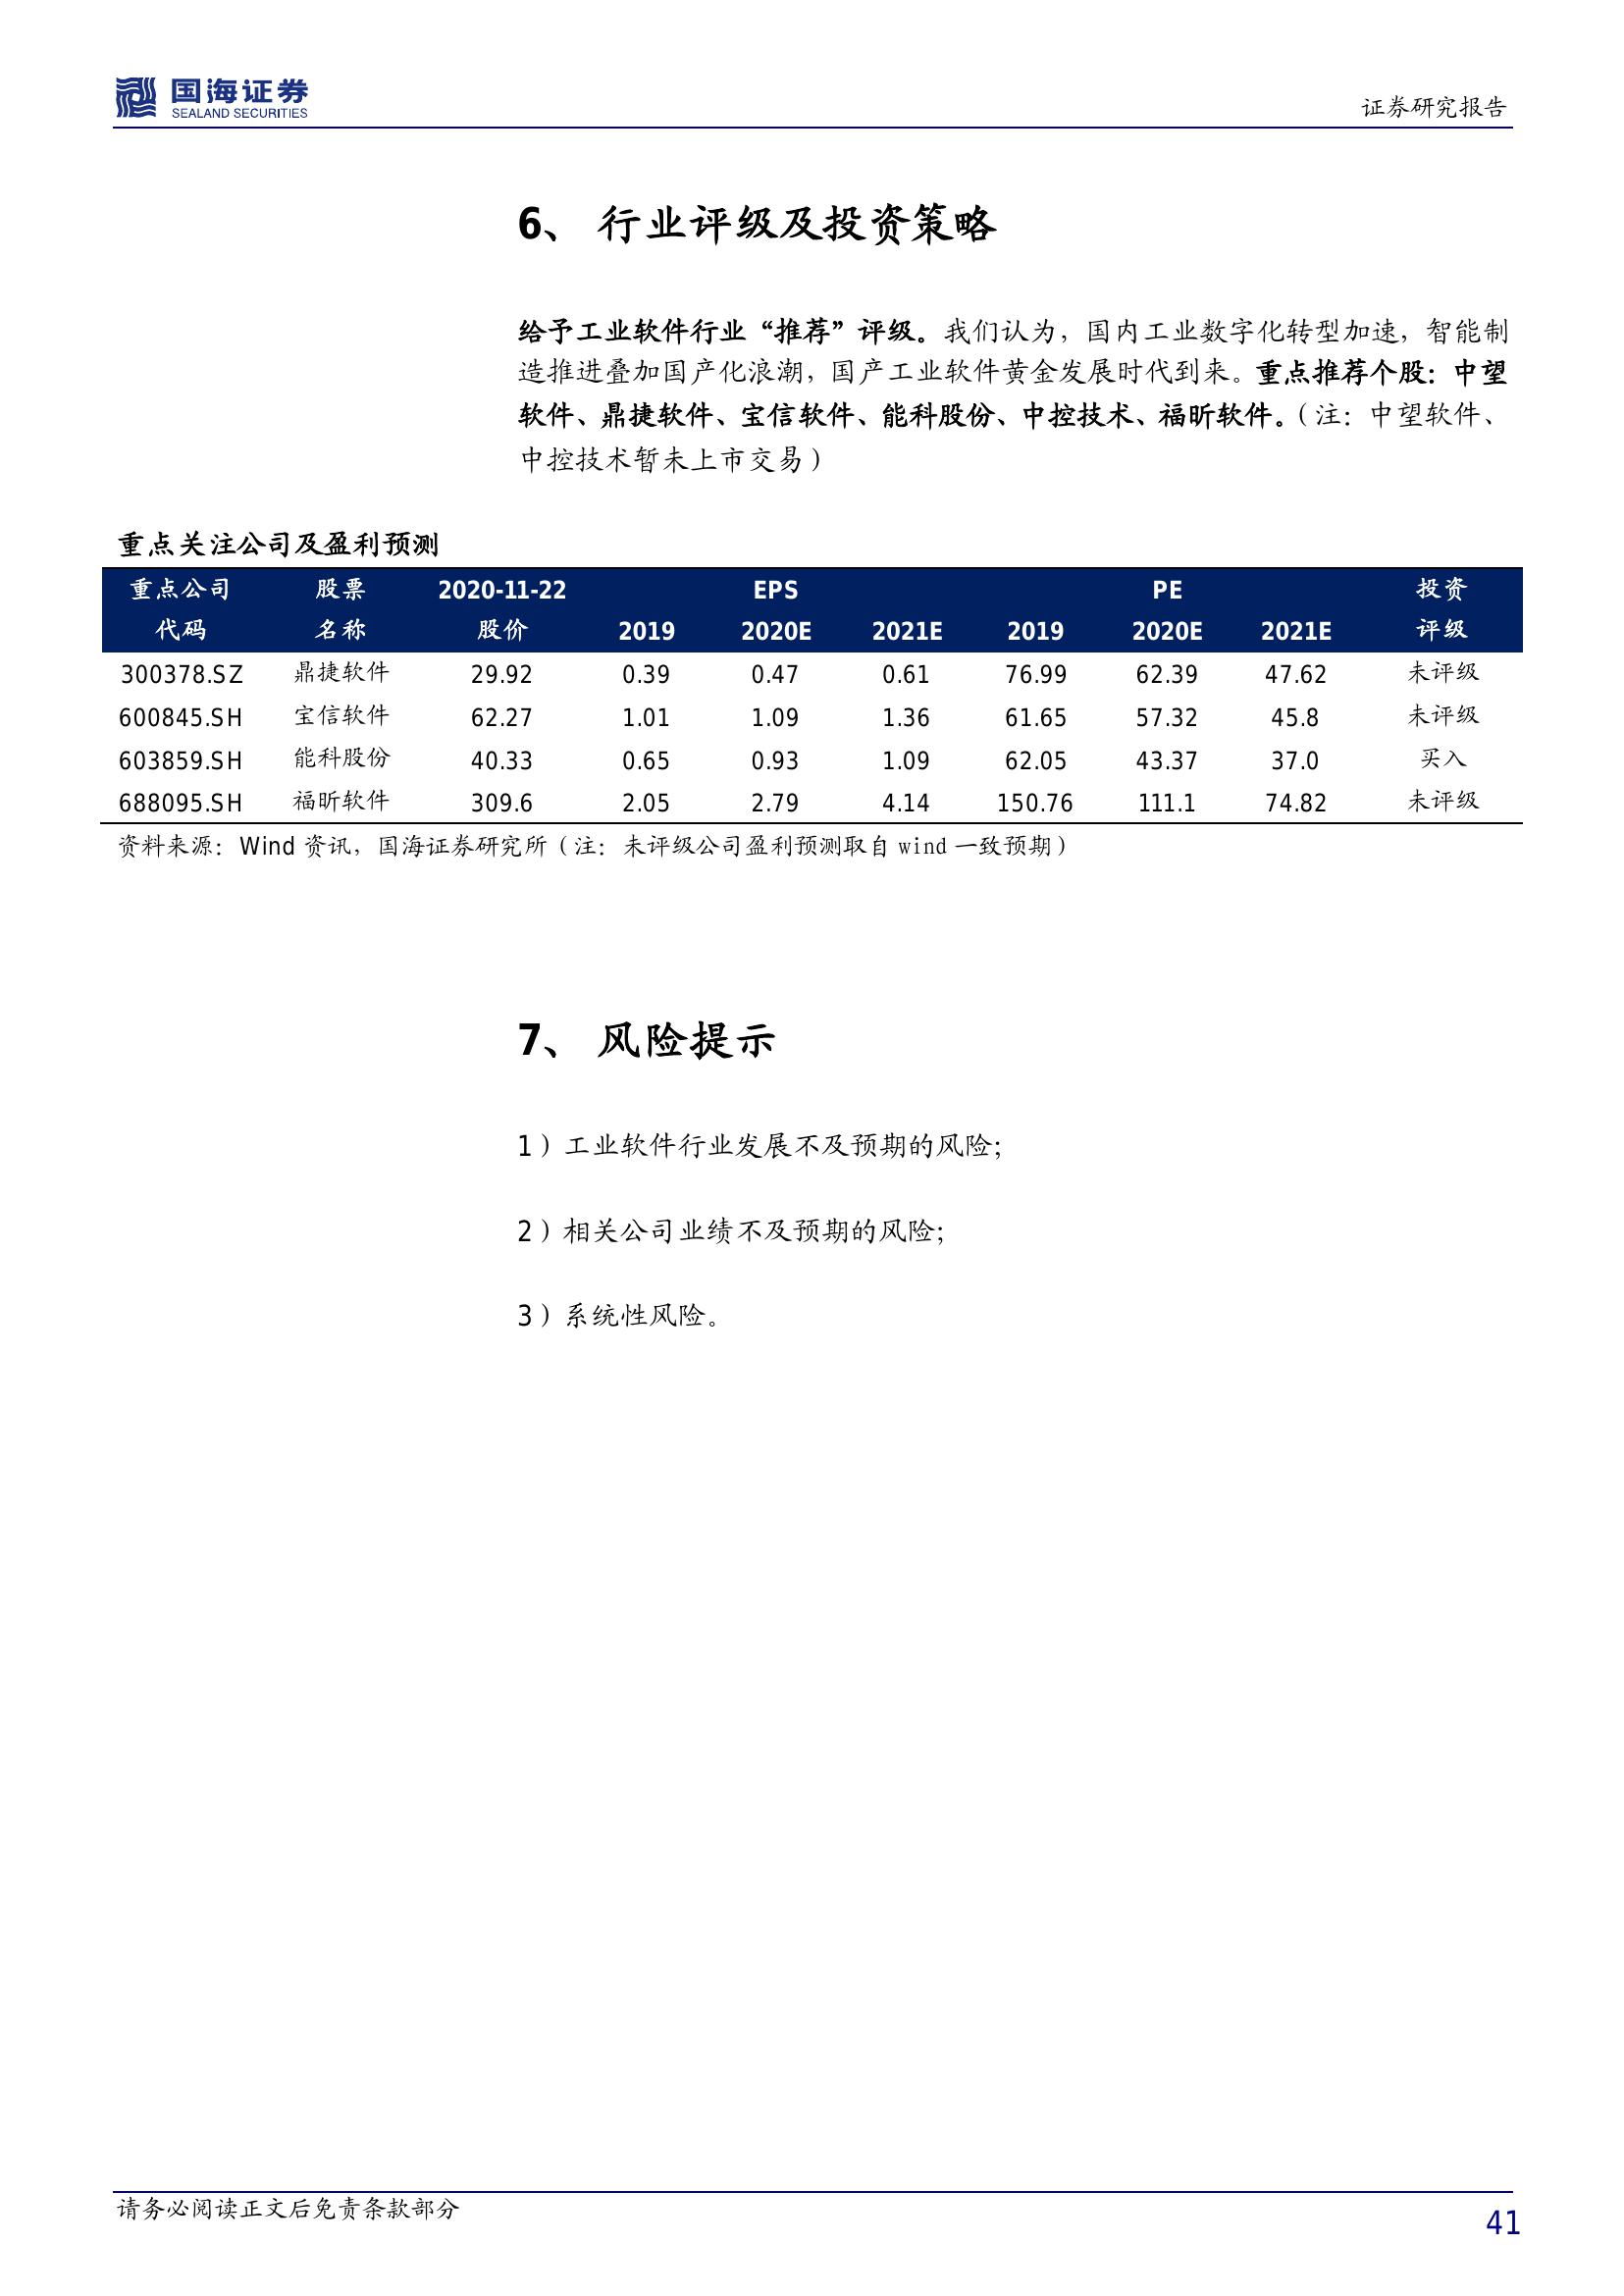 国海证券
SEALAND SECURITIES
证券研究报告
6、 行业评级及投资策略
给予工业软件行业“推荐”评级。我们认为，国内工业数字化转型加速，智能制
造推进叠加国产化浪潮，国产工业软件黄金发展时代到来。重点推荐个股：中望
软件、鼎捷软件、宝信软件、能科股份、中控技术、福昕软件。（注：中望软件、
中控技术暂未上市交易）
重点关注公司及盈利预测
重点公司 股票 2020-11-22 EPS PE 投资
代码 名称 股价 2019 2020E 2021E 2019 2020E 2021E 评级
300378.SZ 鼎捷软件 29.92 0.39 0.47 0.61 76.99 62.39 47.62 未评级
600845.SH 宝信软件 62.27 1.01 1.09 1.36 61.65 57.32 45.8 未评级
603859.SH 能科股份 40.33 0.65 0.93 1.09 62.05 43.37 37.0 买入
688095.SH 福昕软件 309.6 2.05 2.79 4.14 150.76 111.1 74.82 未评级
资料来源：Wind 资讯，国海证券研究所（注：未评级公司盈利预测取自 wind 一致预期）
7、 风险提示
1）工业软件行业发展不及预期的风险；
2）相关公司业绩不及预期的风险；
3）系统性风险。
请务必阅读正文后免责条款部分
41